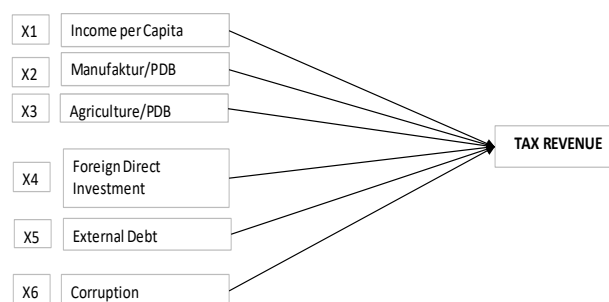 X1 Income per Capita
X2 Manufaktur/PDB
X3 Agriculture/PDB
TAX REVENUE
X4 Foreign Direct
Investment
X5 External Debt
X6 Corruption